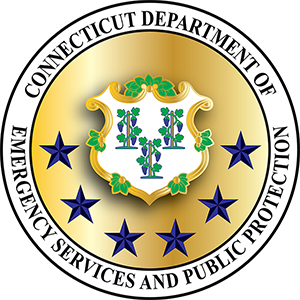 CONNECTICUT DEPARTMENT OF
EMERGENCY SERVICES AND PUBLIC PROTECTION